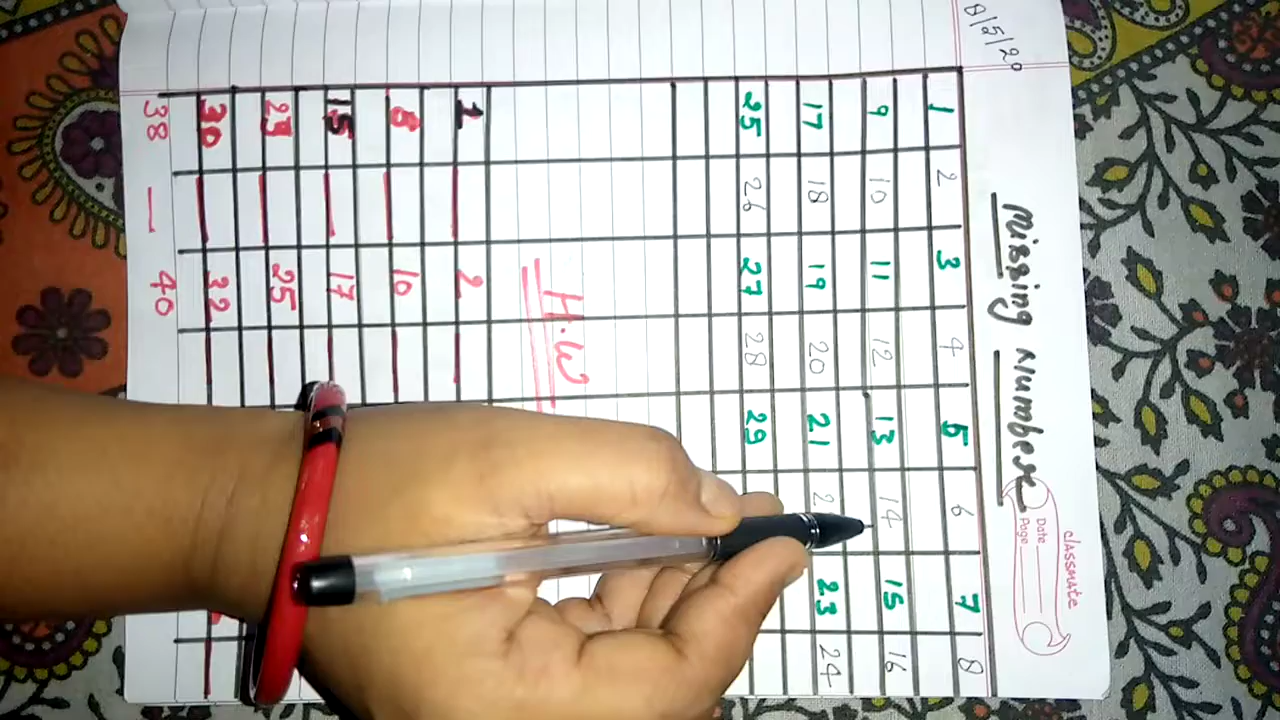 classmate
Date
Page
8/5/20
Missing Numbers
1 2 3 4 5 6 7 8
9 10 11 12 13 14 15 16
17 18 19 20 21 23 24
25 26 27 28 29
H.W
1 _ 2 _
8 _ 10 _
15 _ 17 _
_ 25 _
30 _ 32 _
38 _ 40